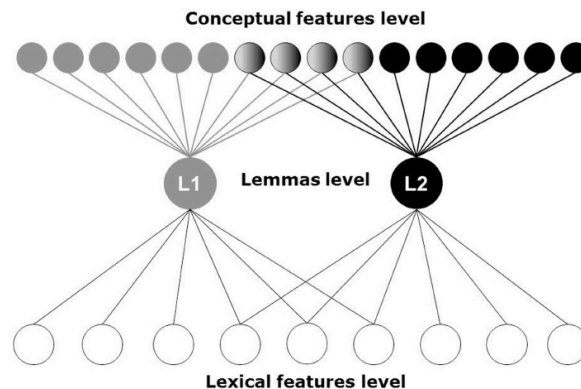 Conceptual features level
L1
Lemmas level
L2
Lexical features level